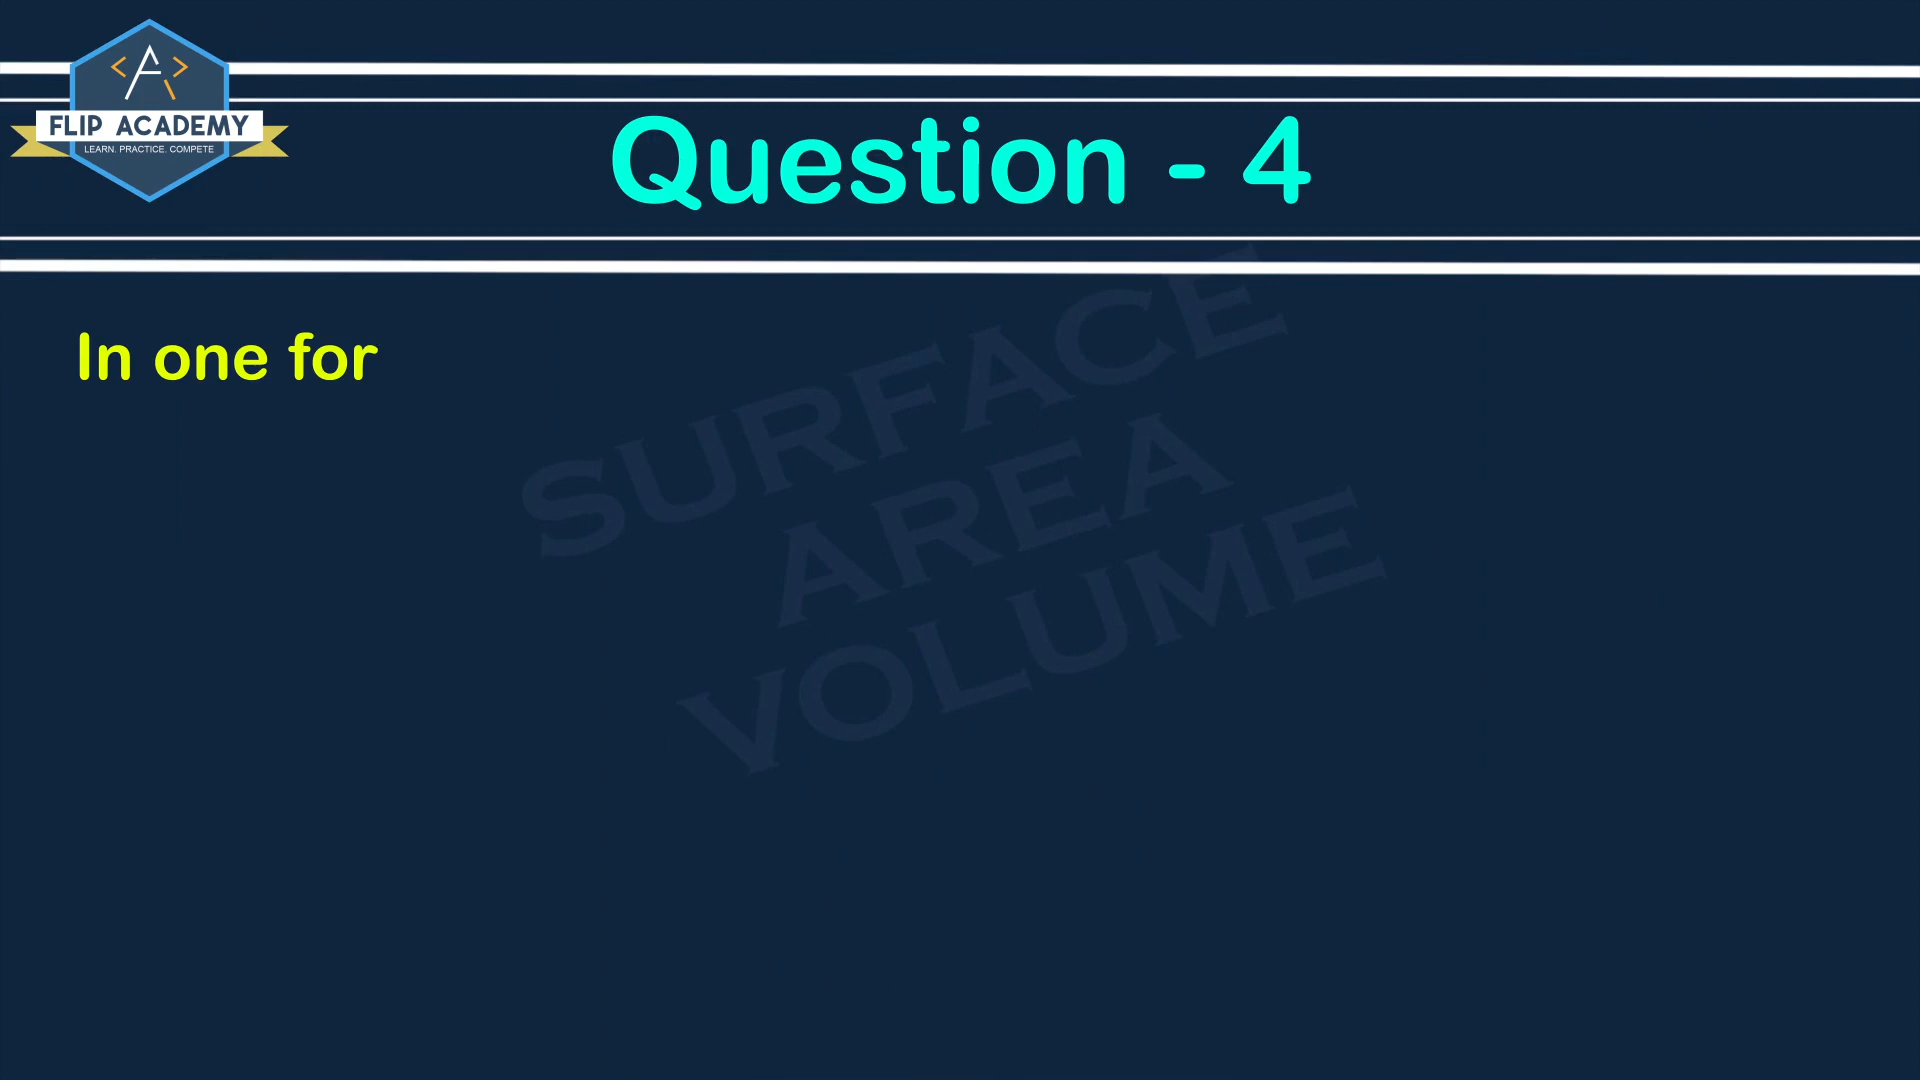 FLIP ACADEMY
LEARN. PRACTICE. COMPETE
Question - 4
In one for
SURFACE
AREA
VOLUME